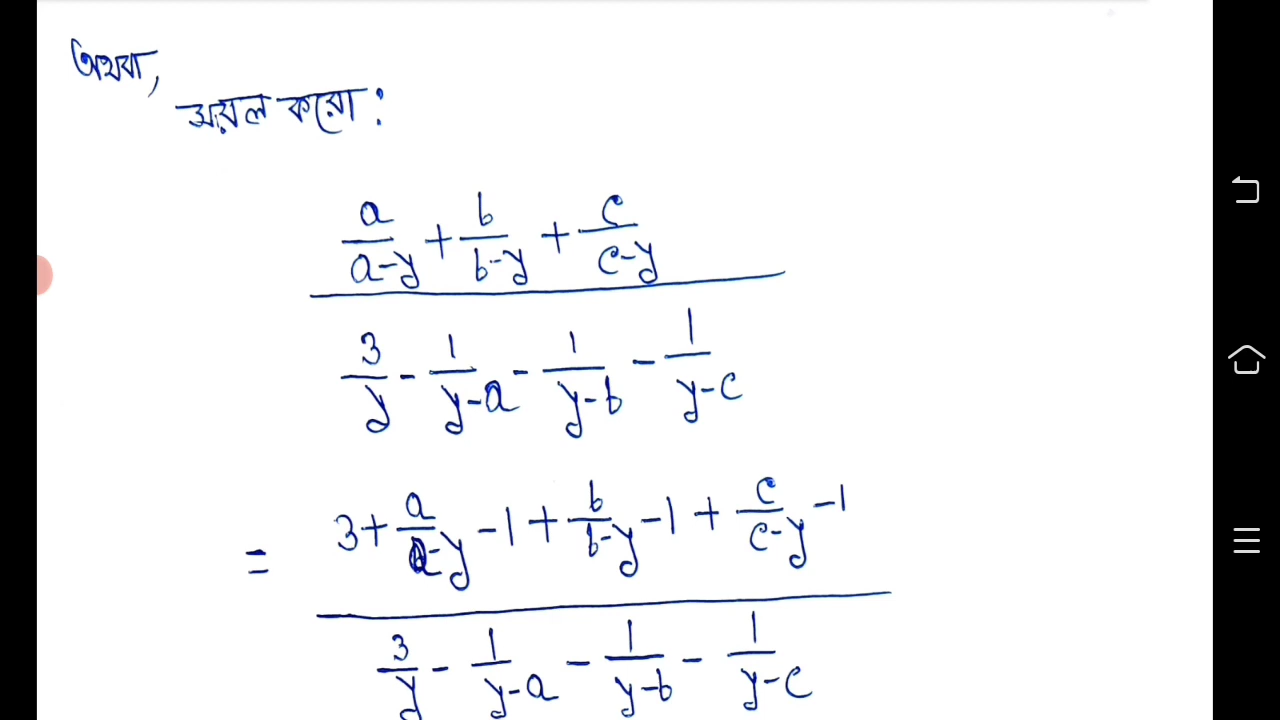 অথবা,
সরল করো :
a/(a-y) + b/(b-y) + c/(c-y)
3/y - 1/(y-a) - 1/(y-b) - 1/(y-c)
= 3 + a/(a-y) - 1 + b/(b-y) - 1 + c/(c-y) - 1
3/y - 1/(y-a) - 1/(y-b) - 1/(y-c)